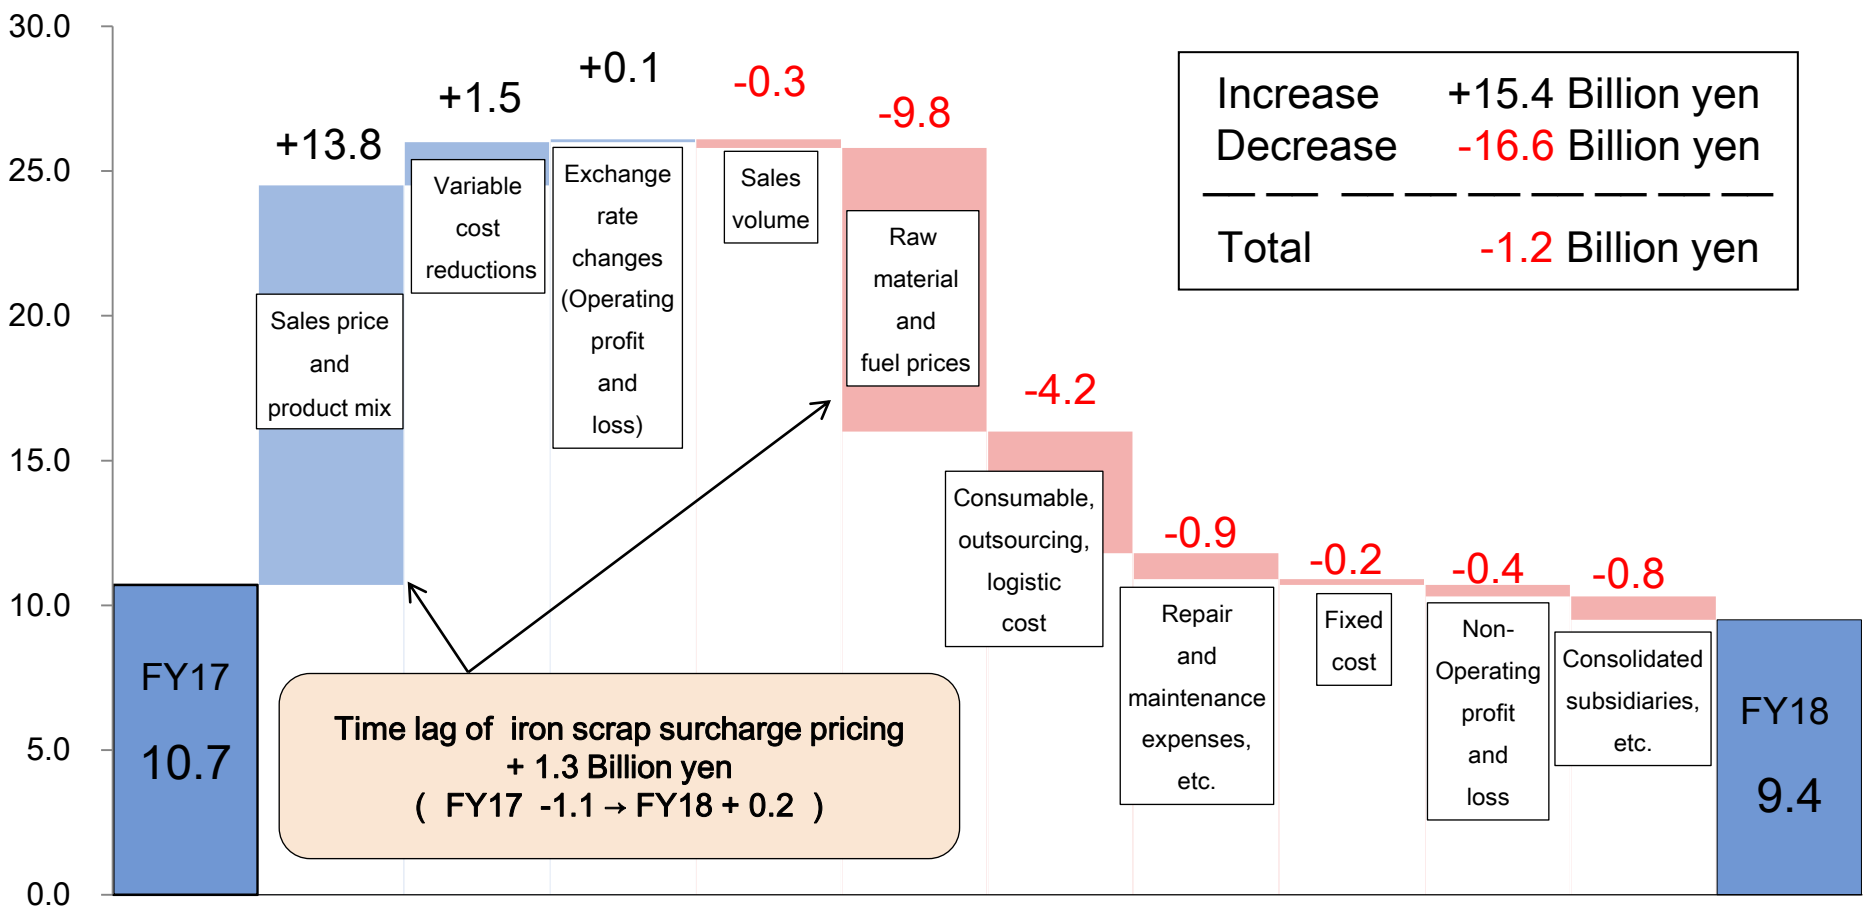 30.0
25.0
20.0
15.0
10.0
5.0
0.0
FY17
10.7
+13.8
Sales price
and
product mix
+1.5
Variable
cost
reductions
+0.1
Exchange
rate
changes
(Operating
profit
and
loss)
-0.3
Sales
volume
-9.8
Raw
material
and
fuel prices
-4.2
Consumable,
outsourcing,
logistic
cost
-0.9
Repair
and
maintenance
expenses,
etc.
-0.2
Fixed
cost
-0.4
Non-
Operating
profit
and
loss
-0.8
Consolidated
subsidiaries,
etc.
FY18
9.4
Increase +15.4 Billion yen
Decrease -16.6 Billion yen
Total -1.2 Billion yen
Time lag of iron scrap surcharge pricing
+ 1.3 Billion yen
( FY17 -1.1 → FY18 + 0.2 )